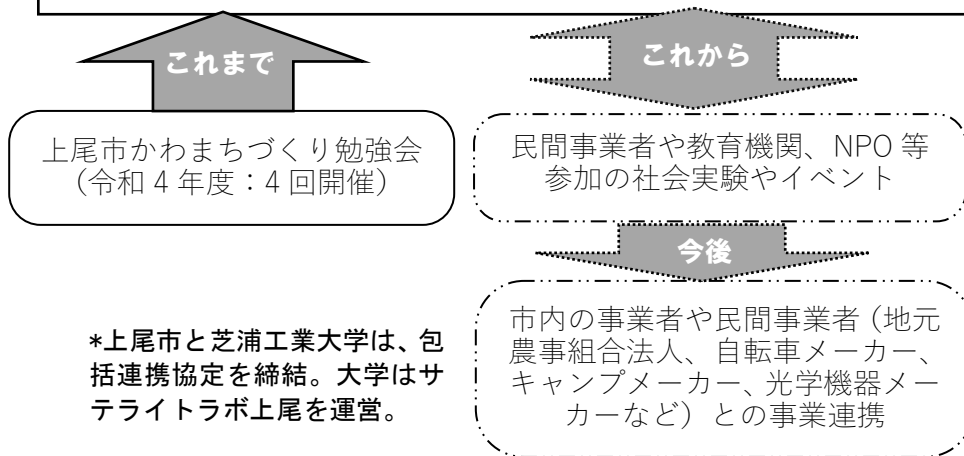 これまで
これから
上尾市かわまちづくり勉強会
（令和４年度：４回開催）
民間事業者や教育機関、NPO 等
参加の社会実験やイベント
今後
市内の事業者や民間事業者（地元
農事組合法人、自転車メーカー、
キャンプメーカー、光学機器メー
カーなど）との事業連携
*上尾市と芝浦工業大学は、包
括連携協定を締結。大学はサ
テライトラボ上尾を運営。